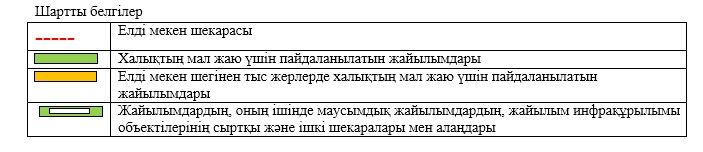 Шартты белгілер
Елді мекен шекарасы
Халықтың мал жаю үшін пайдаланылатын жайылымдары
Елді мекен шегінен тыс жерлерде халықтың мал жаю үшін пайдаланылатын
жайылымдары
Жайылымдардың, оның ішінде маусымдық жайылымдардың, жайылым инфрақұрылымы
объектілерінің сыртқы және ішкі шекаралары мен алаңдары